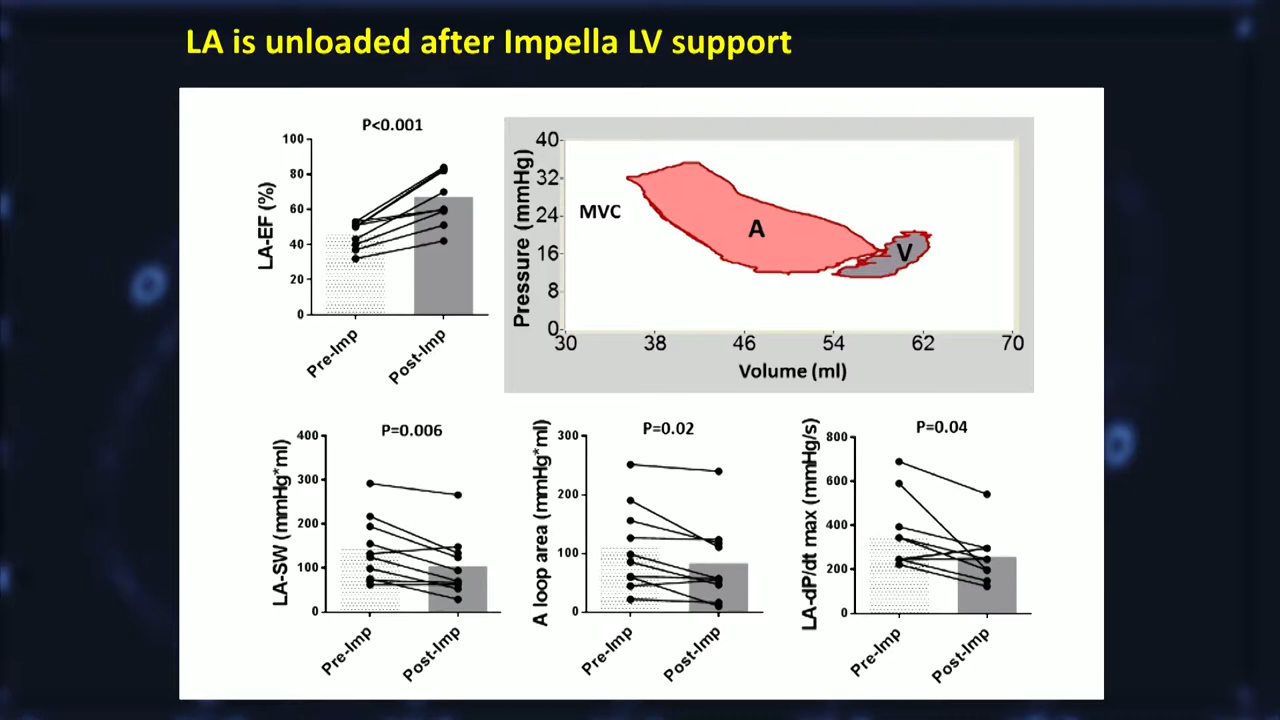 LA is unloaded after Impella LV support
P<0.001
LA-EF (%)
100
80
60
40
20
0
Pre-Imp
Post-Imp
Pressure (mmHg)
40
32
24
16
8
0
MVC
A
V
30 38 46 54 62 70
Volume (ml)
P=0.006
LA-SW (mmHg*ml)
400
300
200
100
0
Pre-Imp
Post-Imp
P=0.02
A loop area (mmHg*ml)
300
200
100
0
Pre-Imp
Post-Imp
P=0.04
LA-dP/dt max (mmHg/s)
800
600
400
200
0
Pre-Imp
Post-Imp